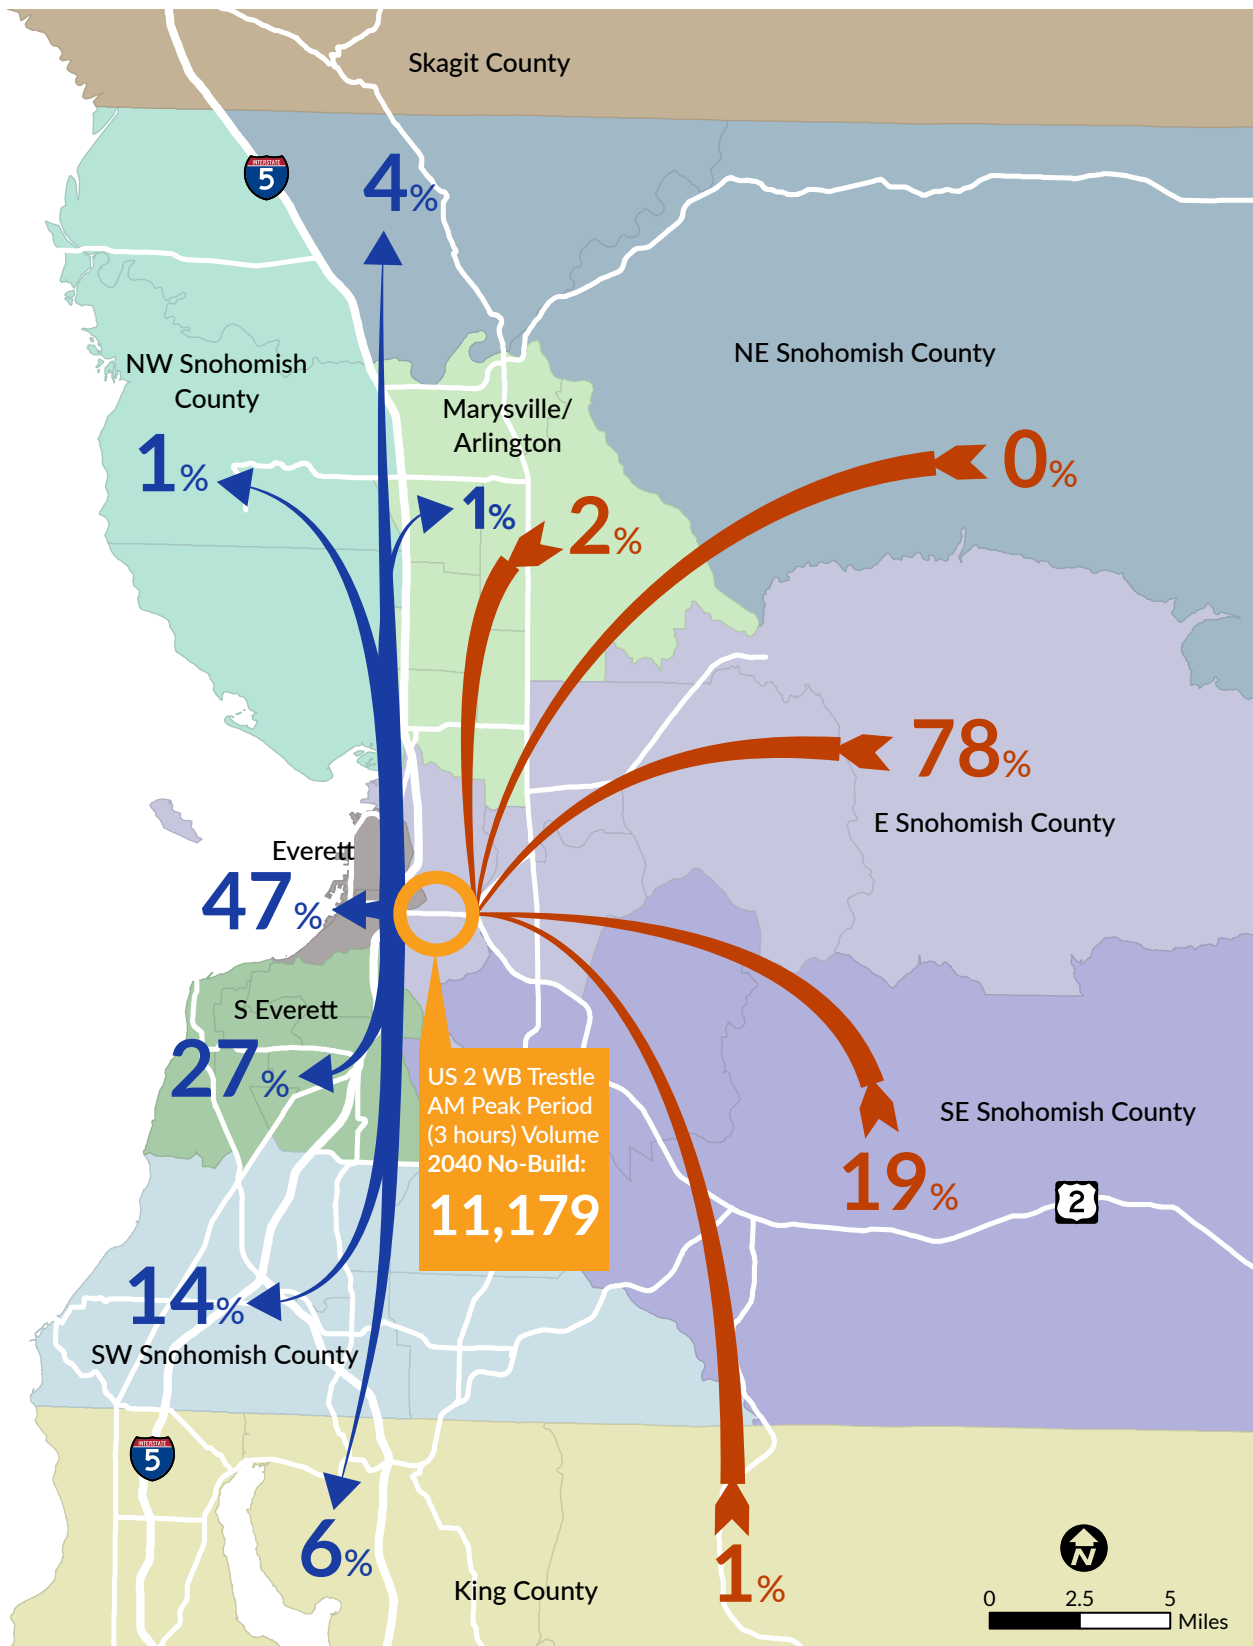 Skagit County
INTERSTATE
5
4%
NW Snohomish
County
NE Snohomish County
Marysville/
Arlington
1%
0%
1%
2%
78%
E Snohomish County
Everett
47%
S Everett
27%
US 2 WB Trestle
AM Peak Period
(3 hours) Volume
2040 No-Build:
11,179
SE Snohomish County
19%
2
14%
SW Snohomish County
INTERSTATE
5
6%
1%
King County
N
0 2.5 5
Miles